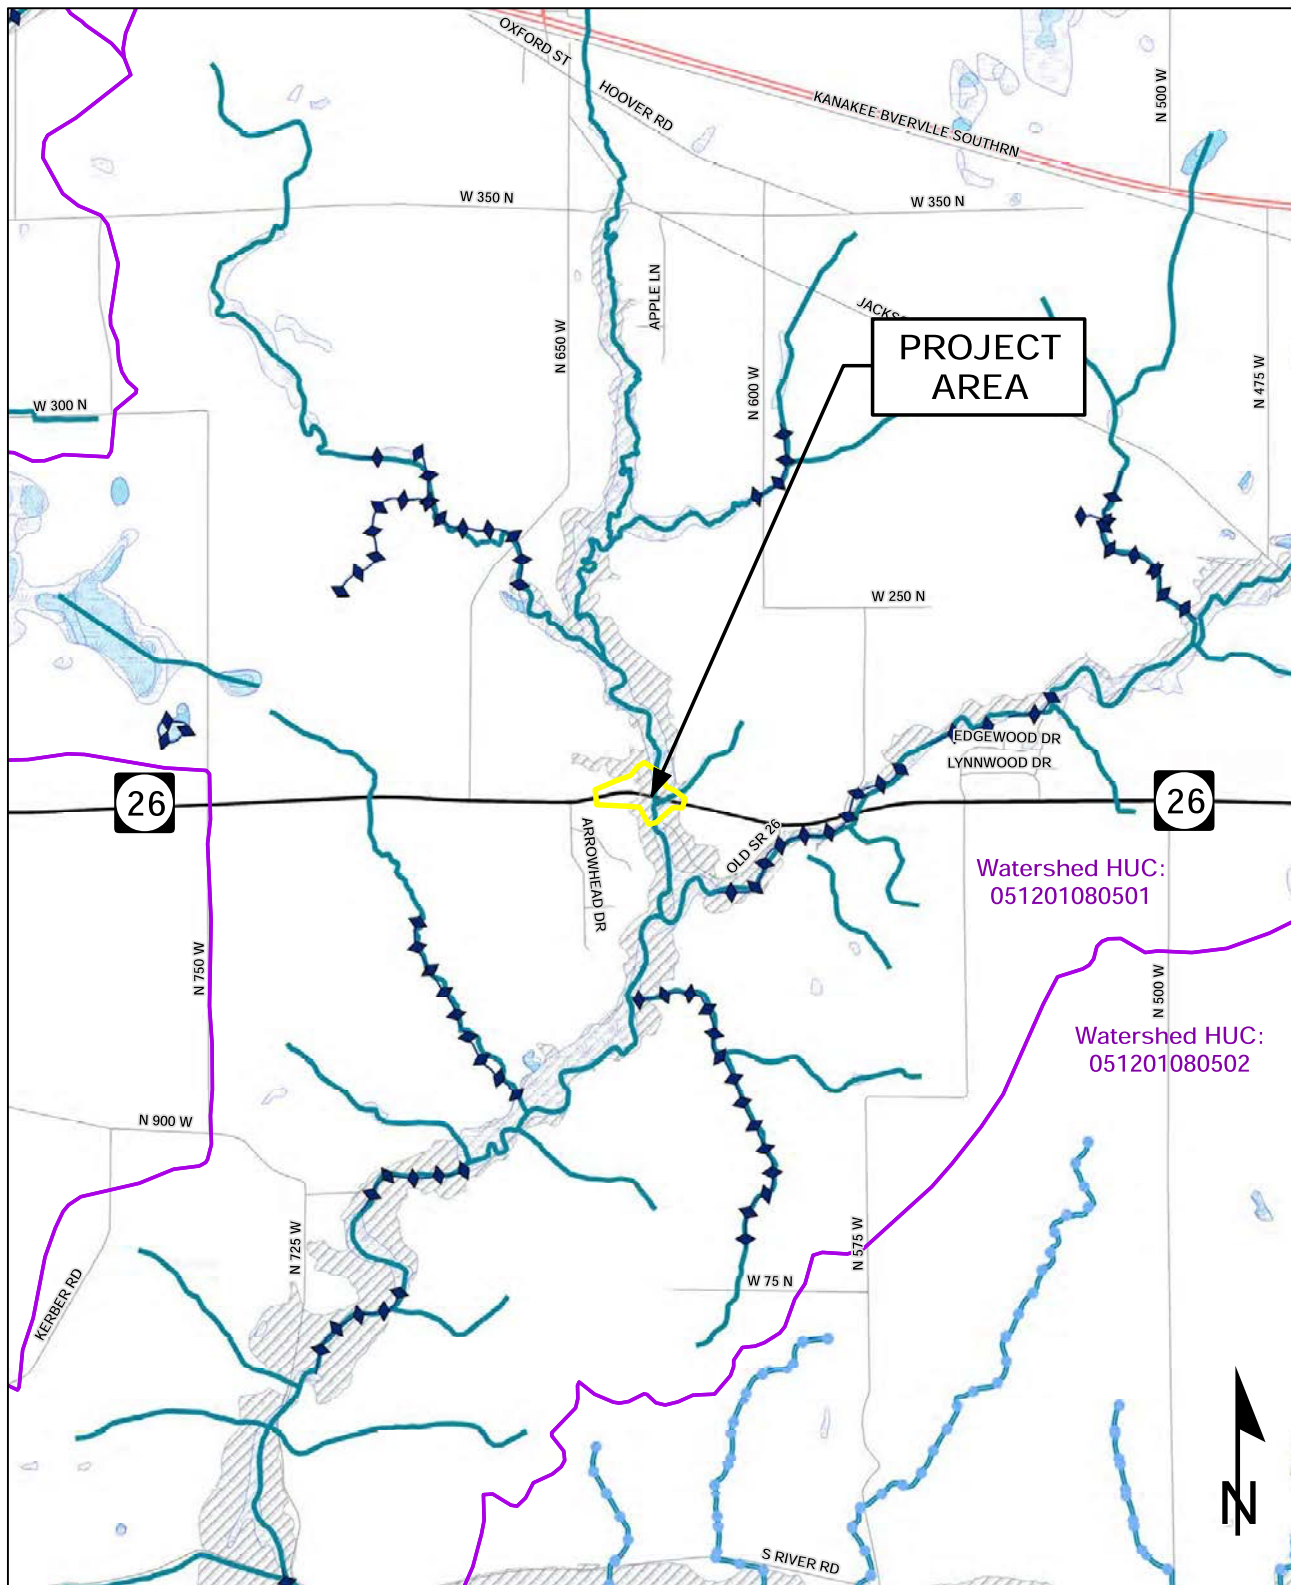 OXFORD ST
HOOVER RD
KANAKEE BVERVLLE SOUTHRN
N 500 W
W 350 N
W 350 N
APPLE LN
N 650 W
JACKS
PROJECT
AREA
N 600 W
N 475 W
W 300 N
W 250 N
EDGEWOOD DR
LYNNWOOD DR
26
26
ARROWHEAD DR
OLD SR 26
Watershed HUC:
051201080501
N 750 W
N 500 W
Watershed HUC:
051201080502
N 900 W
N 725 W
N 575 W
KERBER RD
W 75 N
N
S RIVER RD